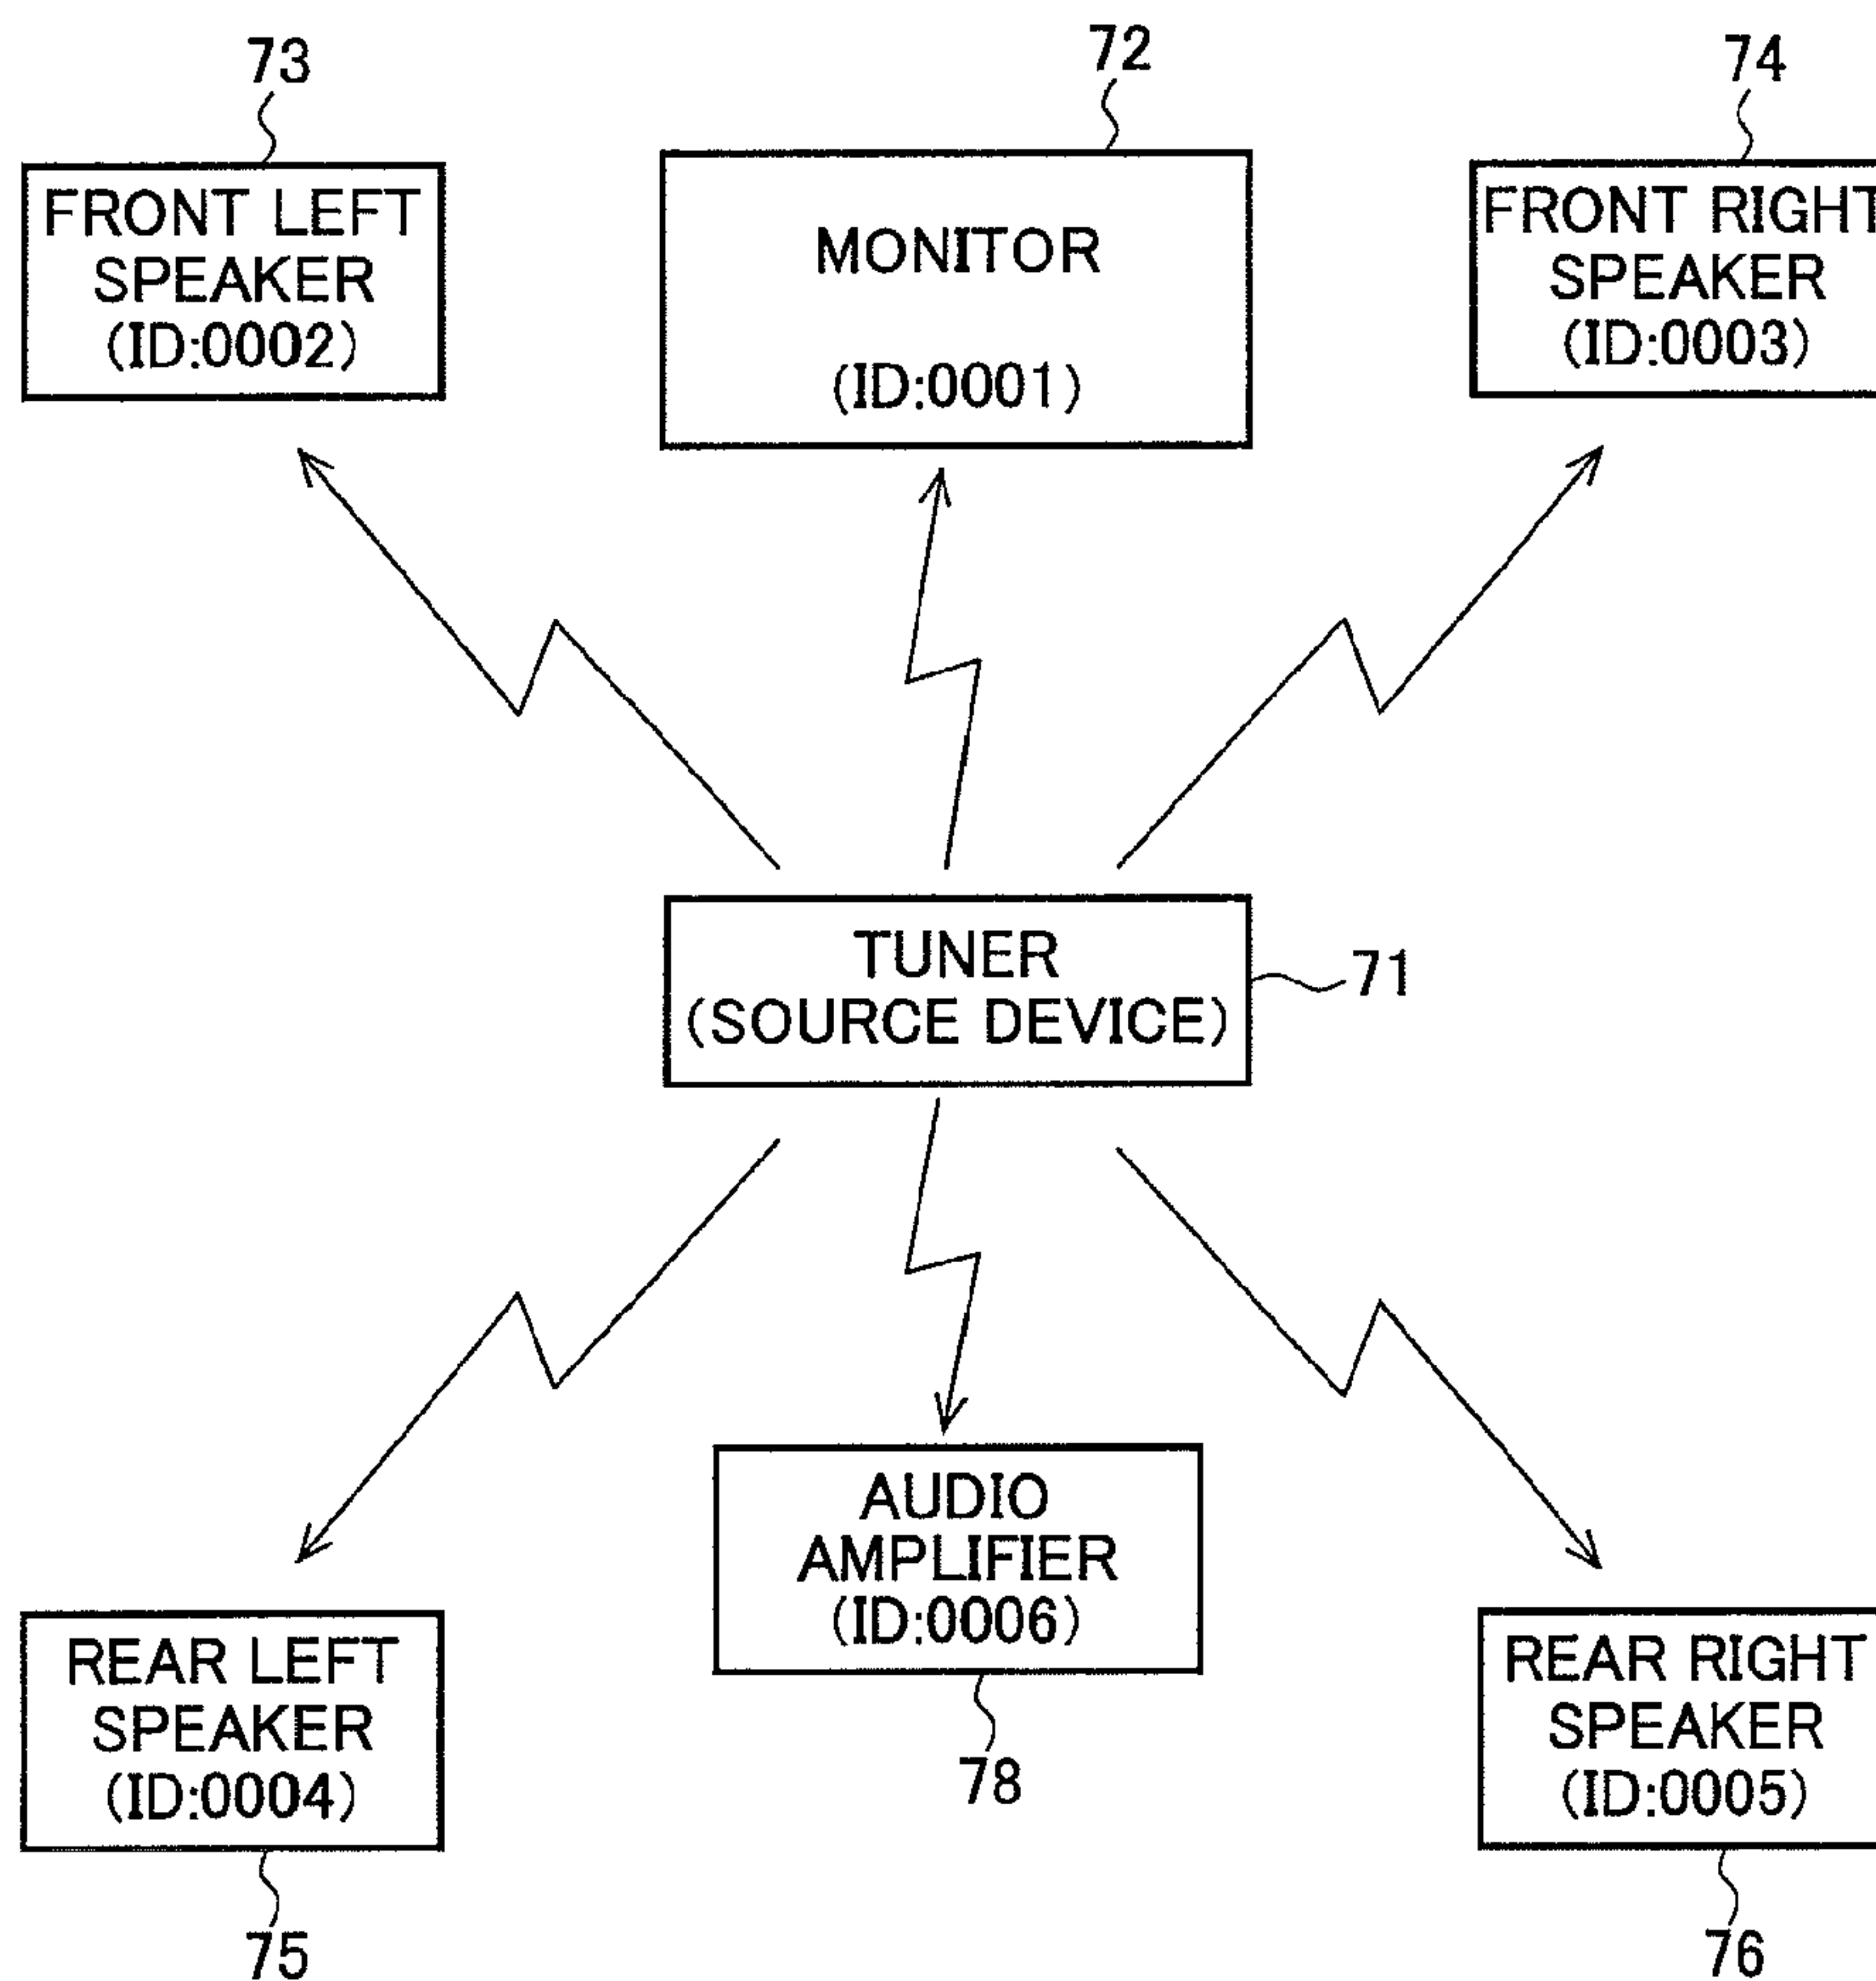 73
72
74
FRONT LEFT
SPEAKER
(ID:0002)
MONITOR
(ID:0001)
FRONT RIGHT
SPEAKER
(ID:0003)
TUNER
(SOURCE DEVICE)
71
AUDIO
AMPLIFIER
(ID:0006)
78
REAR LEFT
SPEAKER
(ID:0004)
75
REAR RIGHT
SPEAKER
(ID:0005)
76